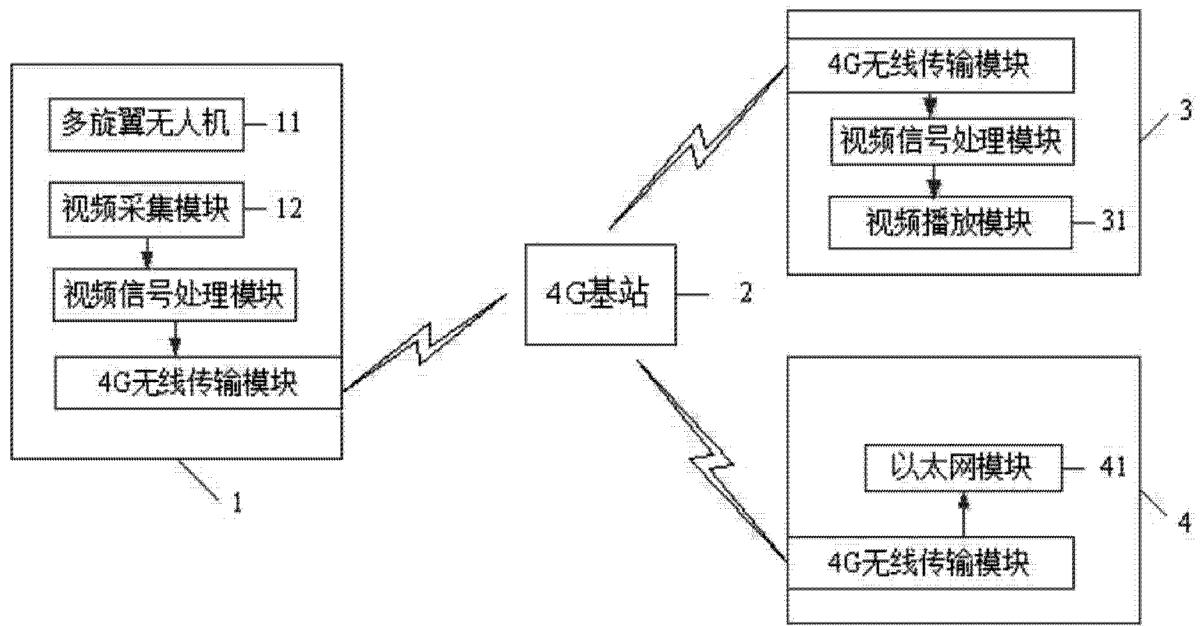 多旋翼无人机
11
视频采集模块
12
视频信号处理模块
4G无线传输模块
1
4G基站
2
4G无线传输模块
视频信号处理模块
视频播放模块
31
3
以太网模块
41
4G无线传输模块
4